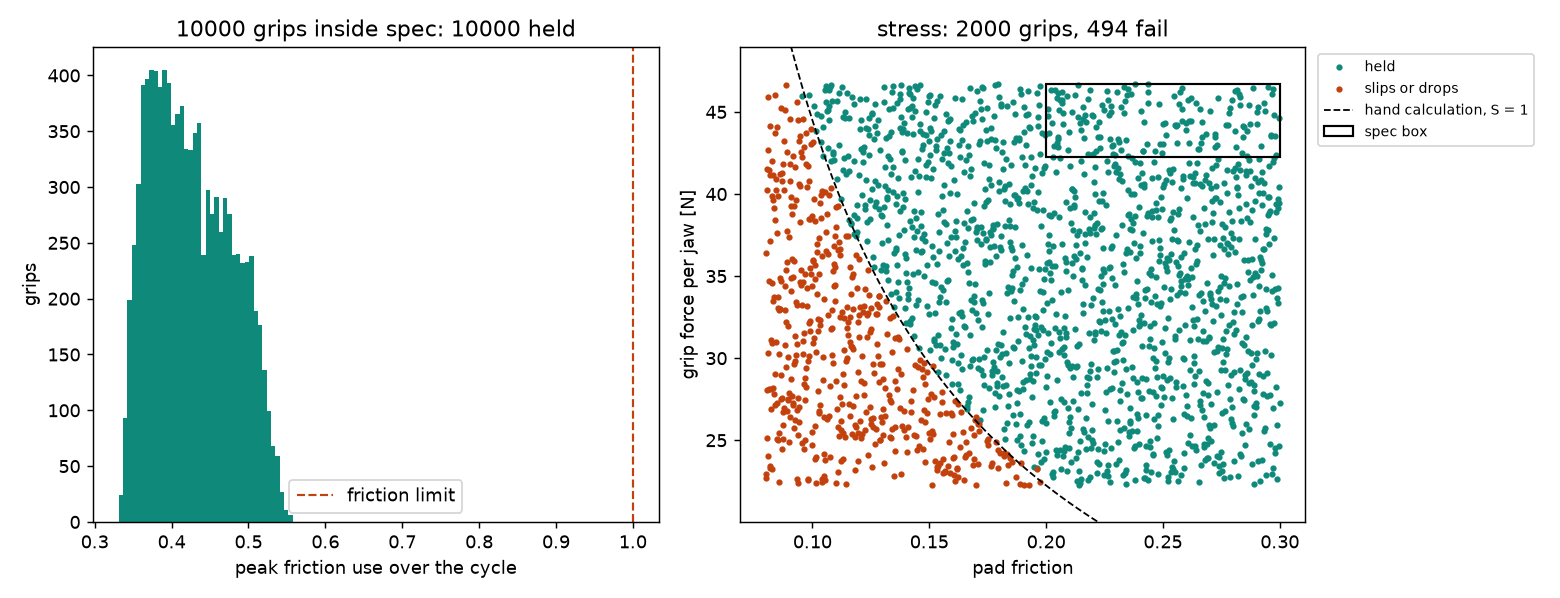 10000 grips inside spec: 10000 held
grips
400
350
300
250
200
150
100
50
0
friction limit
0.3 0.4 0.5 0.6 0.7 0.8 0.9 1.0
peak friction use over the cycle
stress: 2000 grips, 494 fail
grip force per jaw [N]
45
40
35
30
25
0.10 0.15 0.20 0.25 0.30
pad friction
held
slips or drops
hand calculation, S = 1
spec box